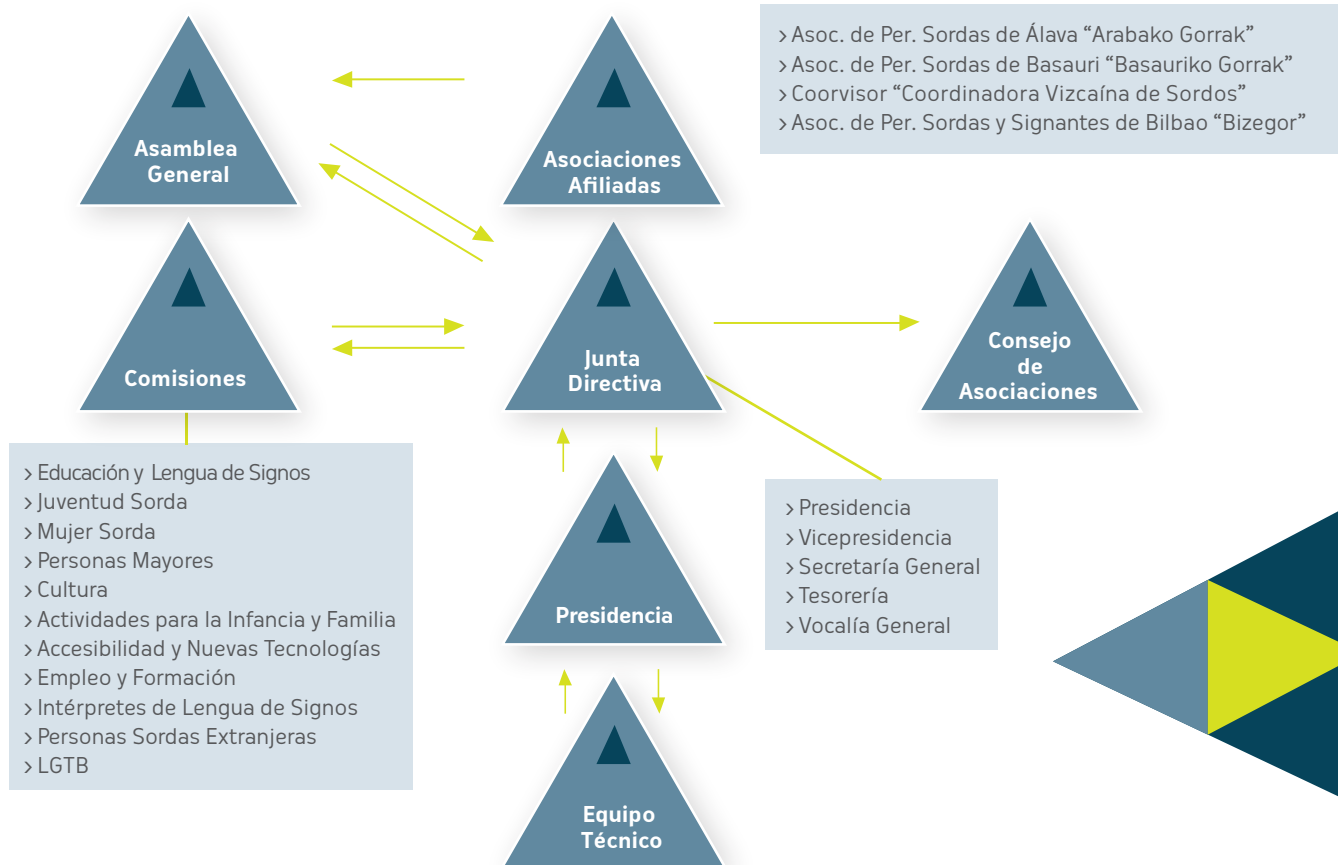 Asamblea
General
Asociaciones
Afiliadas
› Asoc. de Per. Sordas de Álava “Arabako Gorrak”
› Asoc. de Per. Sordas de Basauri “Basauriko Gorrak”
› Coorvisor “Coordinadora Vizcaína de Sordos”
› Asoc. de Per. Sordas y Signantes de Bilbao “Bizegor”
Comisiones
Junta
Directiva
Consejo
de
Asociaciones
› Educación y Lengua de Signos
› Juventud Sorda
› Mujer Sorda
› Personas Mayores
› Cultura
› Actividades para la Infancia y Familia
› Accesibilidad y Nuevas Tecnologías
› Empleo y Formación
› Intérpretes de Lengua de Signos
› Personas Sordas Extranjeras
› LGTB
Presidencia
› Presidencia
› Vicepresidencia
› Secretaría General
› Tesorería
› Vocalía General
Equipo
Técnico